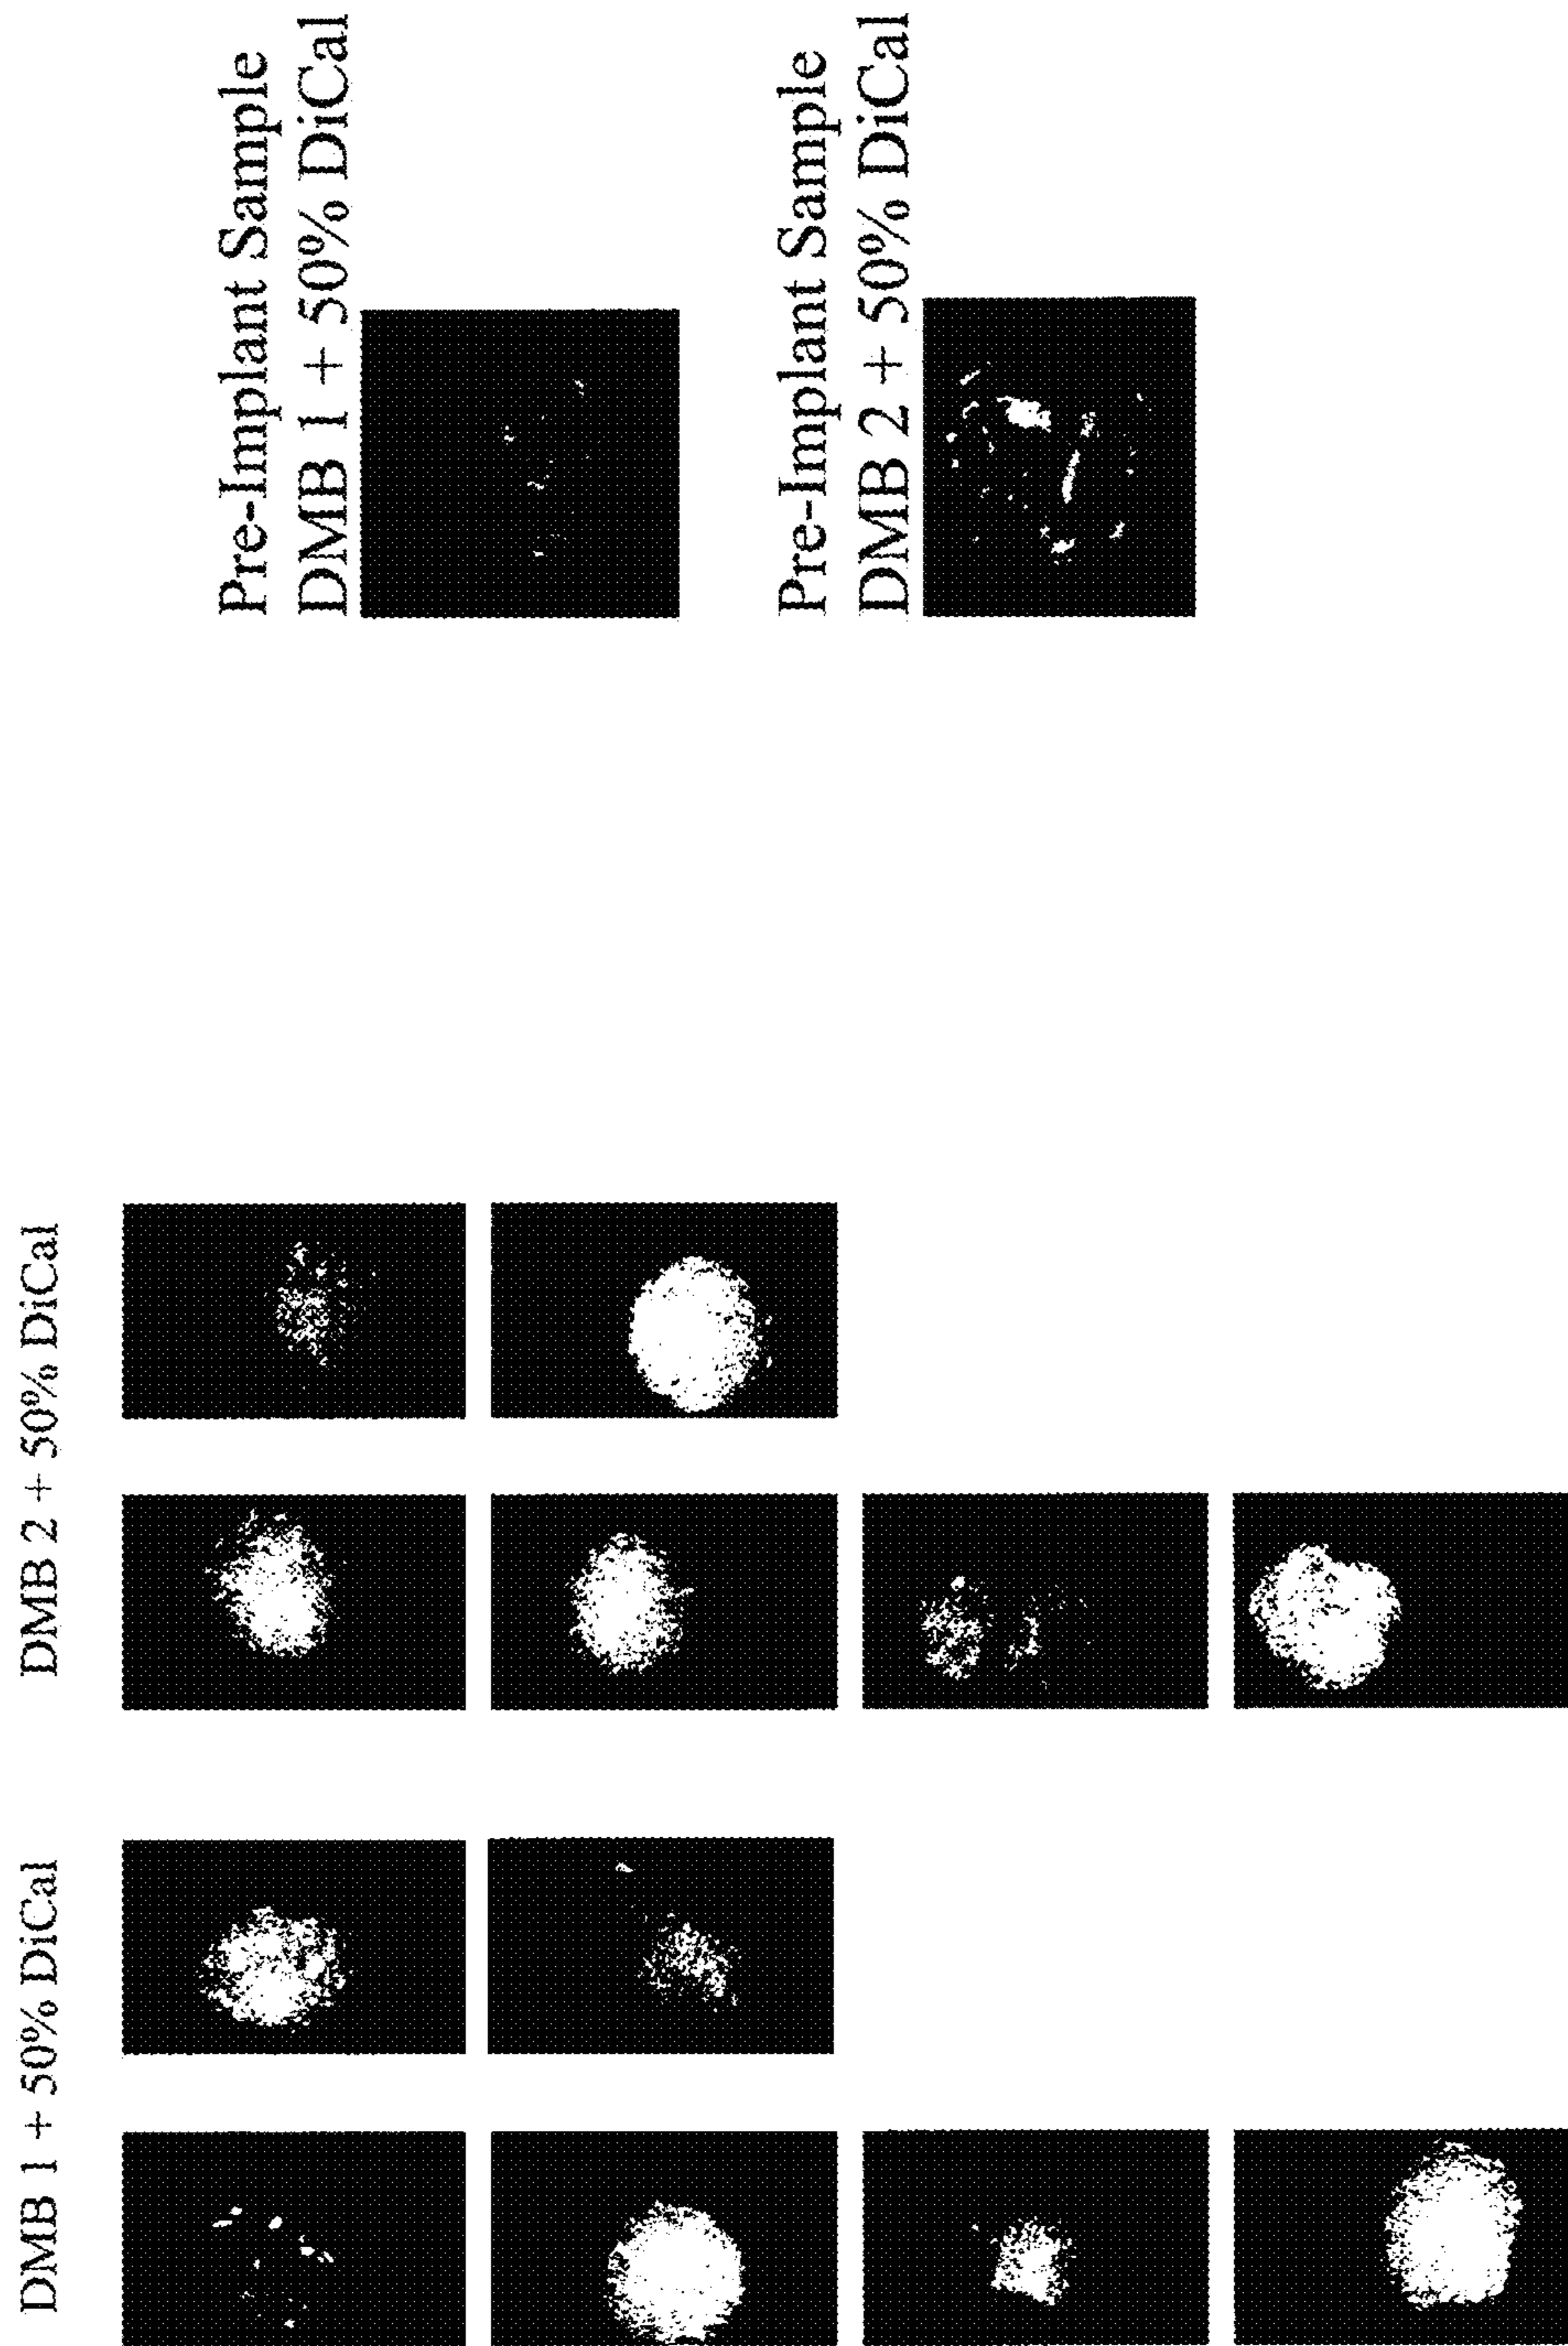 DMB 1 + 50% DiCal
DMB 2 + 50% DiCal
Pre-Implant Sample
DMB 1 + 50% DiCal
Pre-Implant Sample
DMB 2 + 50% DiCal